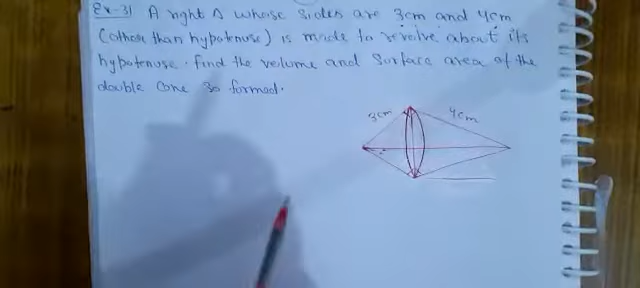 Ex-31 A right Δ whose sides are 3cm and 4cm
(other than hypotenuse) is made to revolve about its
hypotenuse. Find the volume and Surface area of the
double Cone so formed.
3cm 4cm